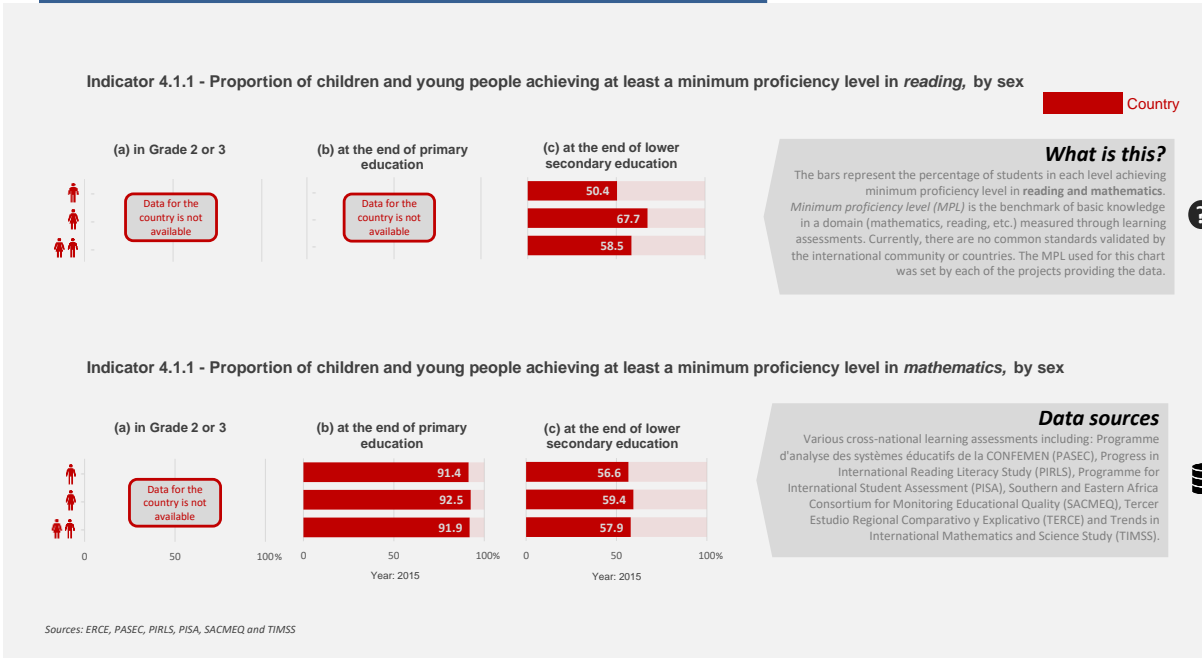 Indicator 4.1.1 - Proportion of children and young people achieving at least a minimum proficiency level in reading, by sex
Country
(a) in Grade 2 or 3
Data for the
country is not
available
(b) at the end of primary
education
Data for the
country is not
available
(c) at the end of lower
secondary education
50.4
67.7
58.5
What is this?
The bars represent the percentage of students in each level achieving
minimum proficiency level in reading and mathematics.
Minimum proficiency level (MPL) is the benchmark of basic knowledge
in a domain (mathematics, reading, etc.) measured through learning
assessments. Currently, there are no common standards validated by
the international community or countries. The MPL used for this chart
was set by each of the projects providing the data.
?
Indicator 4.1.1 - Proportion of children and young people achieving at least a minimum proficiency level in mathematics, by sex
(a) in Grade 2 or 3
Data for the
country is not
available
0 50 100%
(b) at the end of primary
education
91.4
92.5
91.9
0 50 100%
Year: 2015
(c) at the end of lower
secondary education
56.6
59.4
57.9
0 50 100%
Year: 2015
Data sources
Various cross-national learning assessments including: Programme
d'analyse des systèmes éducatifs de la CONFEMEN (PASEC), Progress in
International Reading Literacy Study (PIRLS), Programme for
International Student Assessment (PISA), Southern and Eastern Africa
Consortium for Monitoring Educational Quality (SACMEQ), Tercer
Estudio Regional Comparativo y Explicativo (TERCE) and Trends in
International Mathematics and Science Study (TIMSS).
Sources: ERCE, PASEC, PIRLS, PISA, SACMEQ and TIMSS